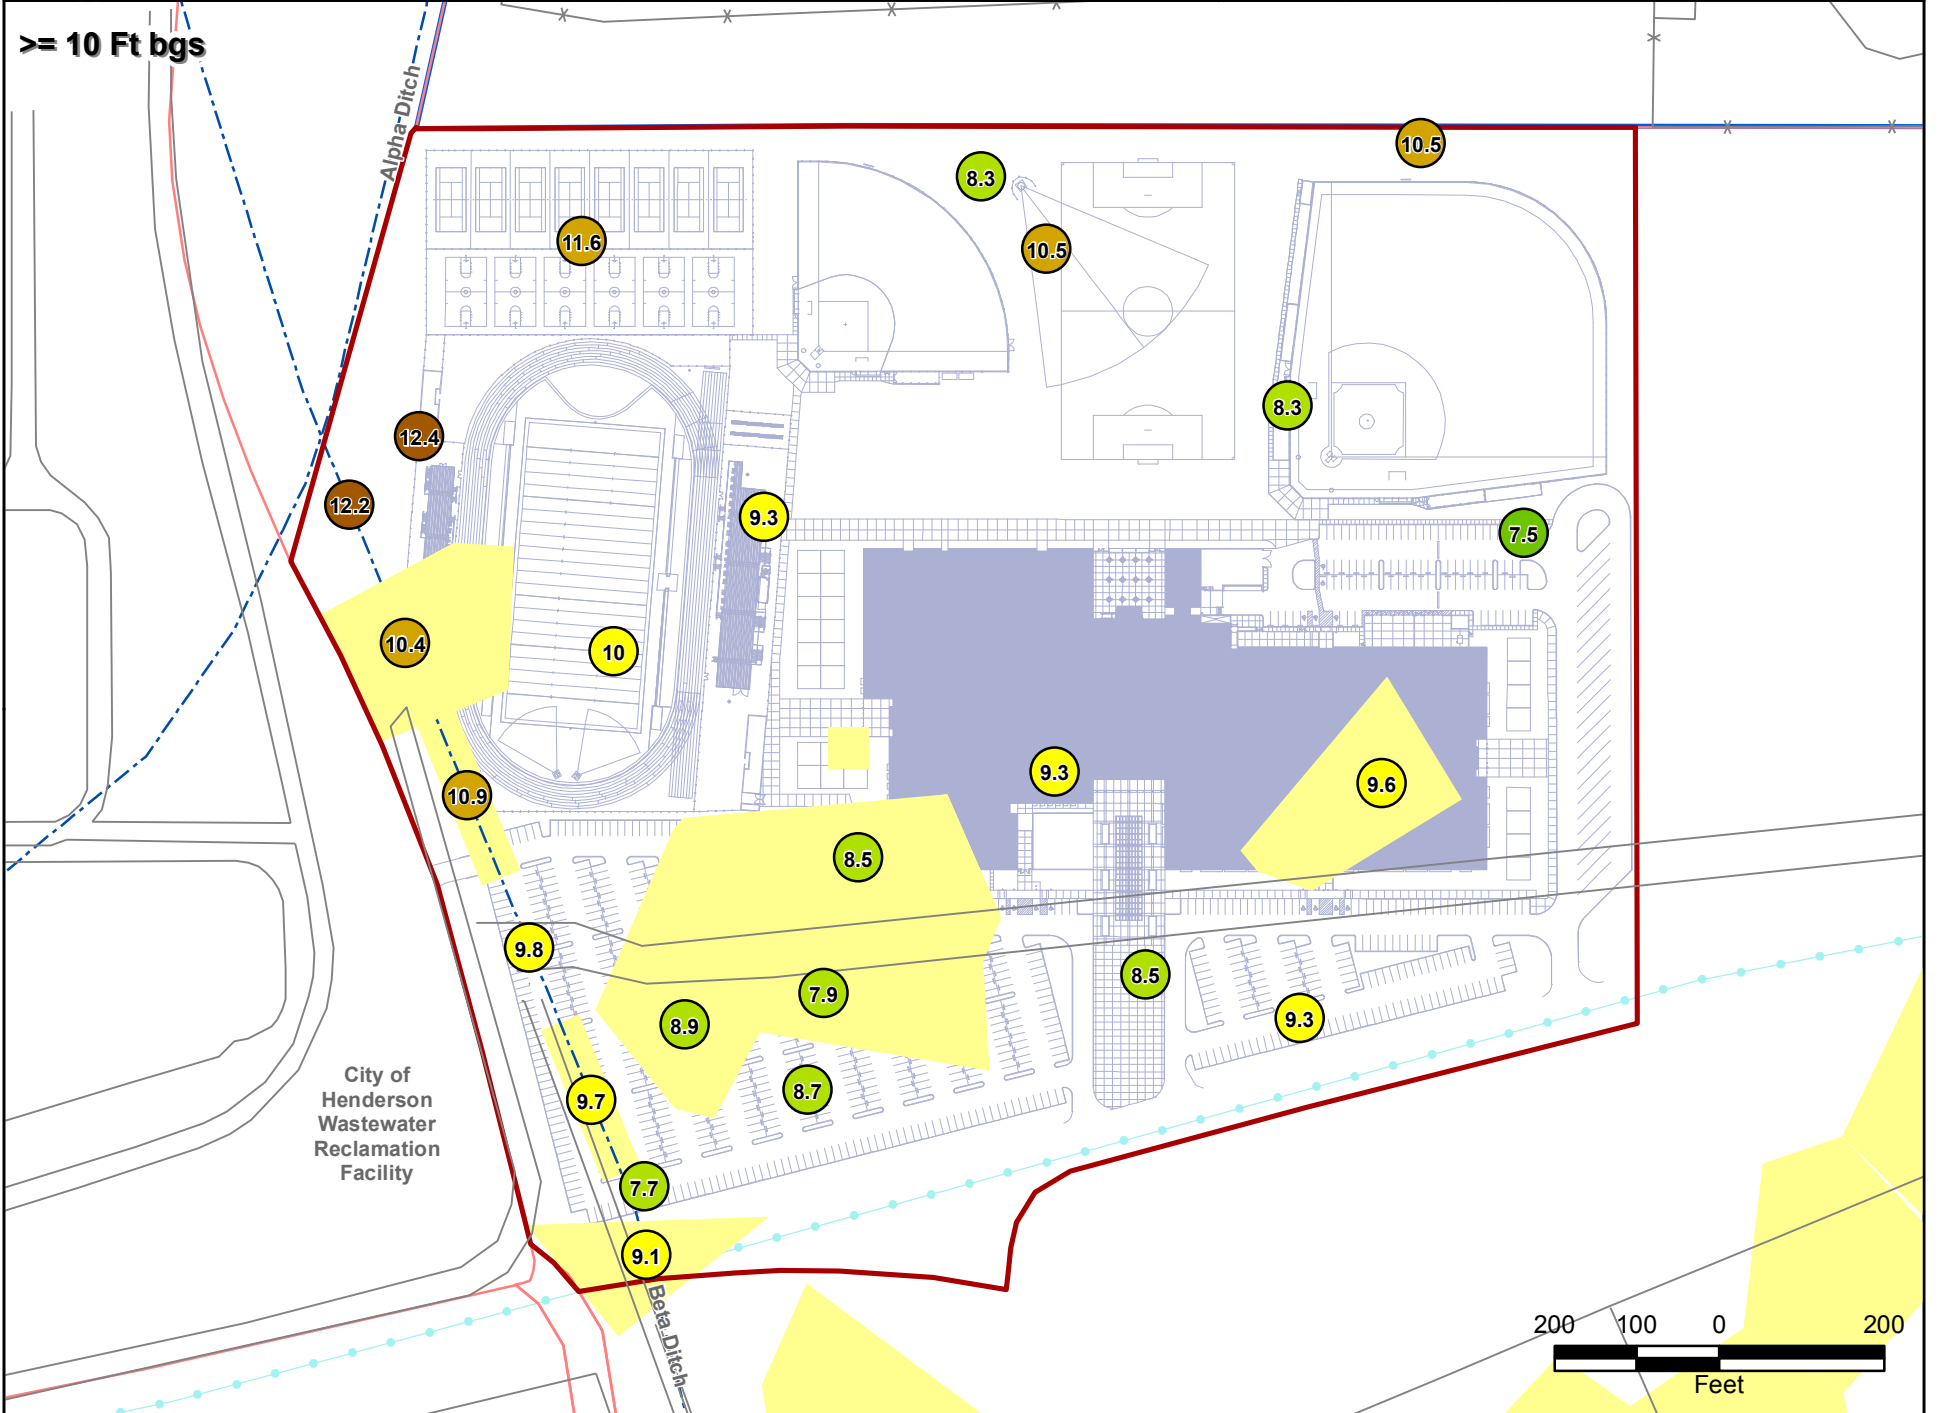 >= 10 Ft bgs
Alpha Ditch
10.5
8.3
11.6
10.5
8.3
12.4
12.2
9.3
7.5
10.4
10
9.3
9.6
10.9
8.5
9.8
8.5
7.9
9.3
8.9
City of
Henderson
Wastewater
Reclamation
Facility
9.7
8.7
7.7
9.1
Beta Ditch
200 100 0 200
Feet